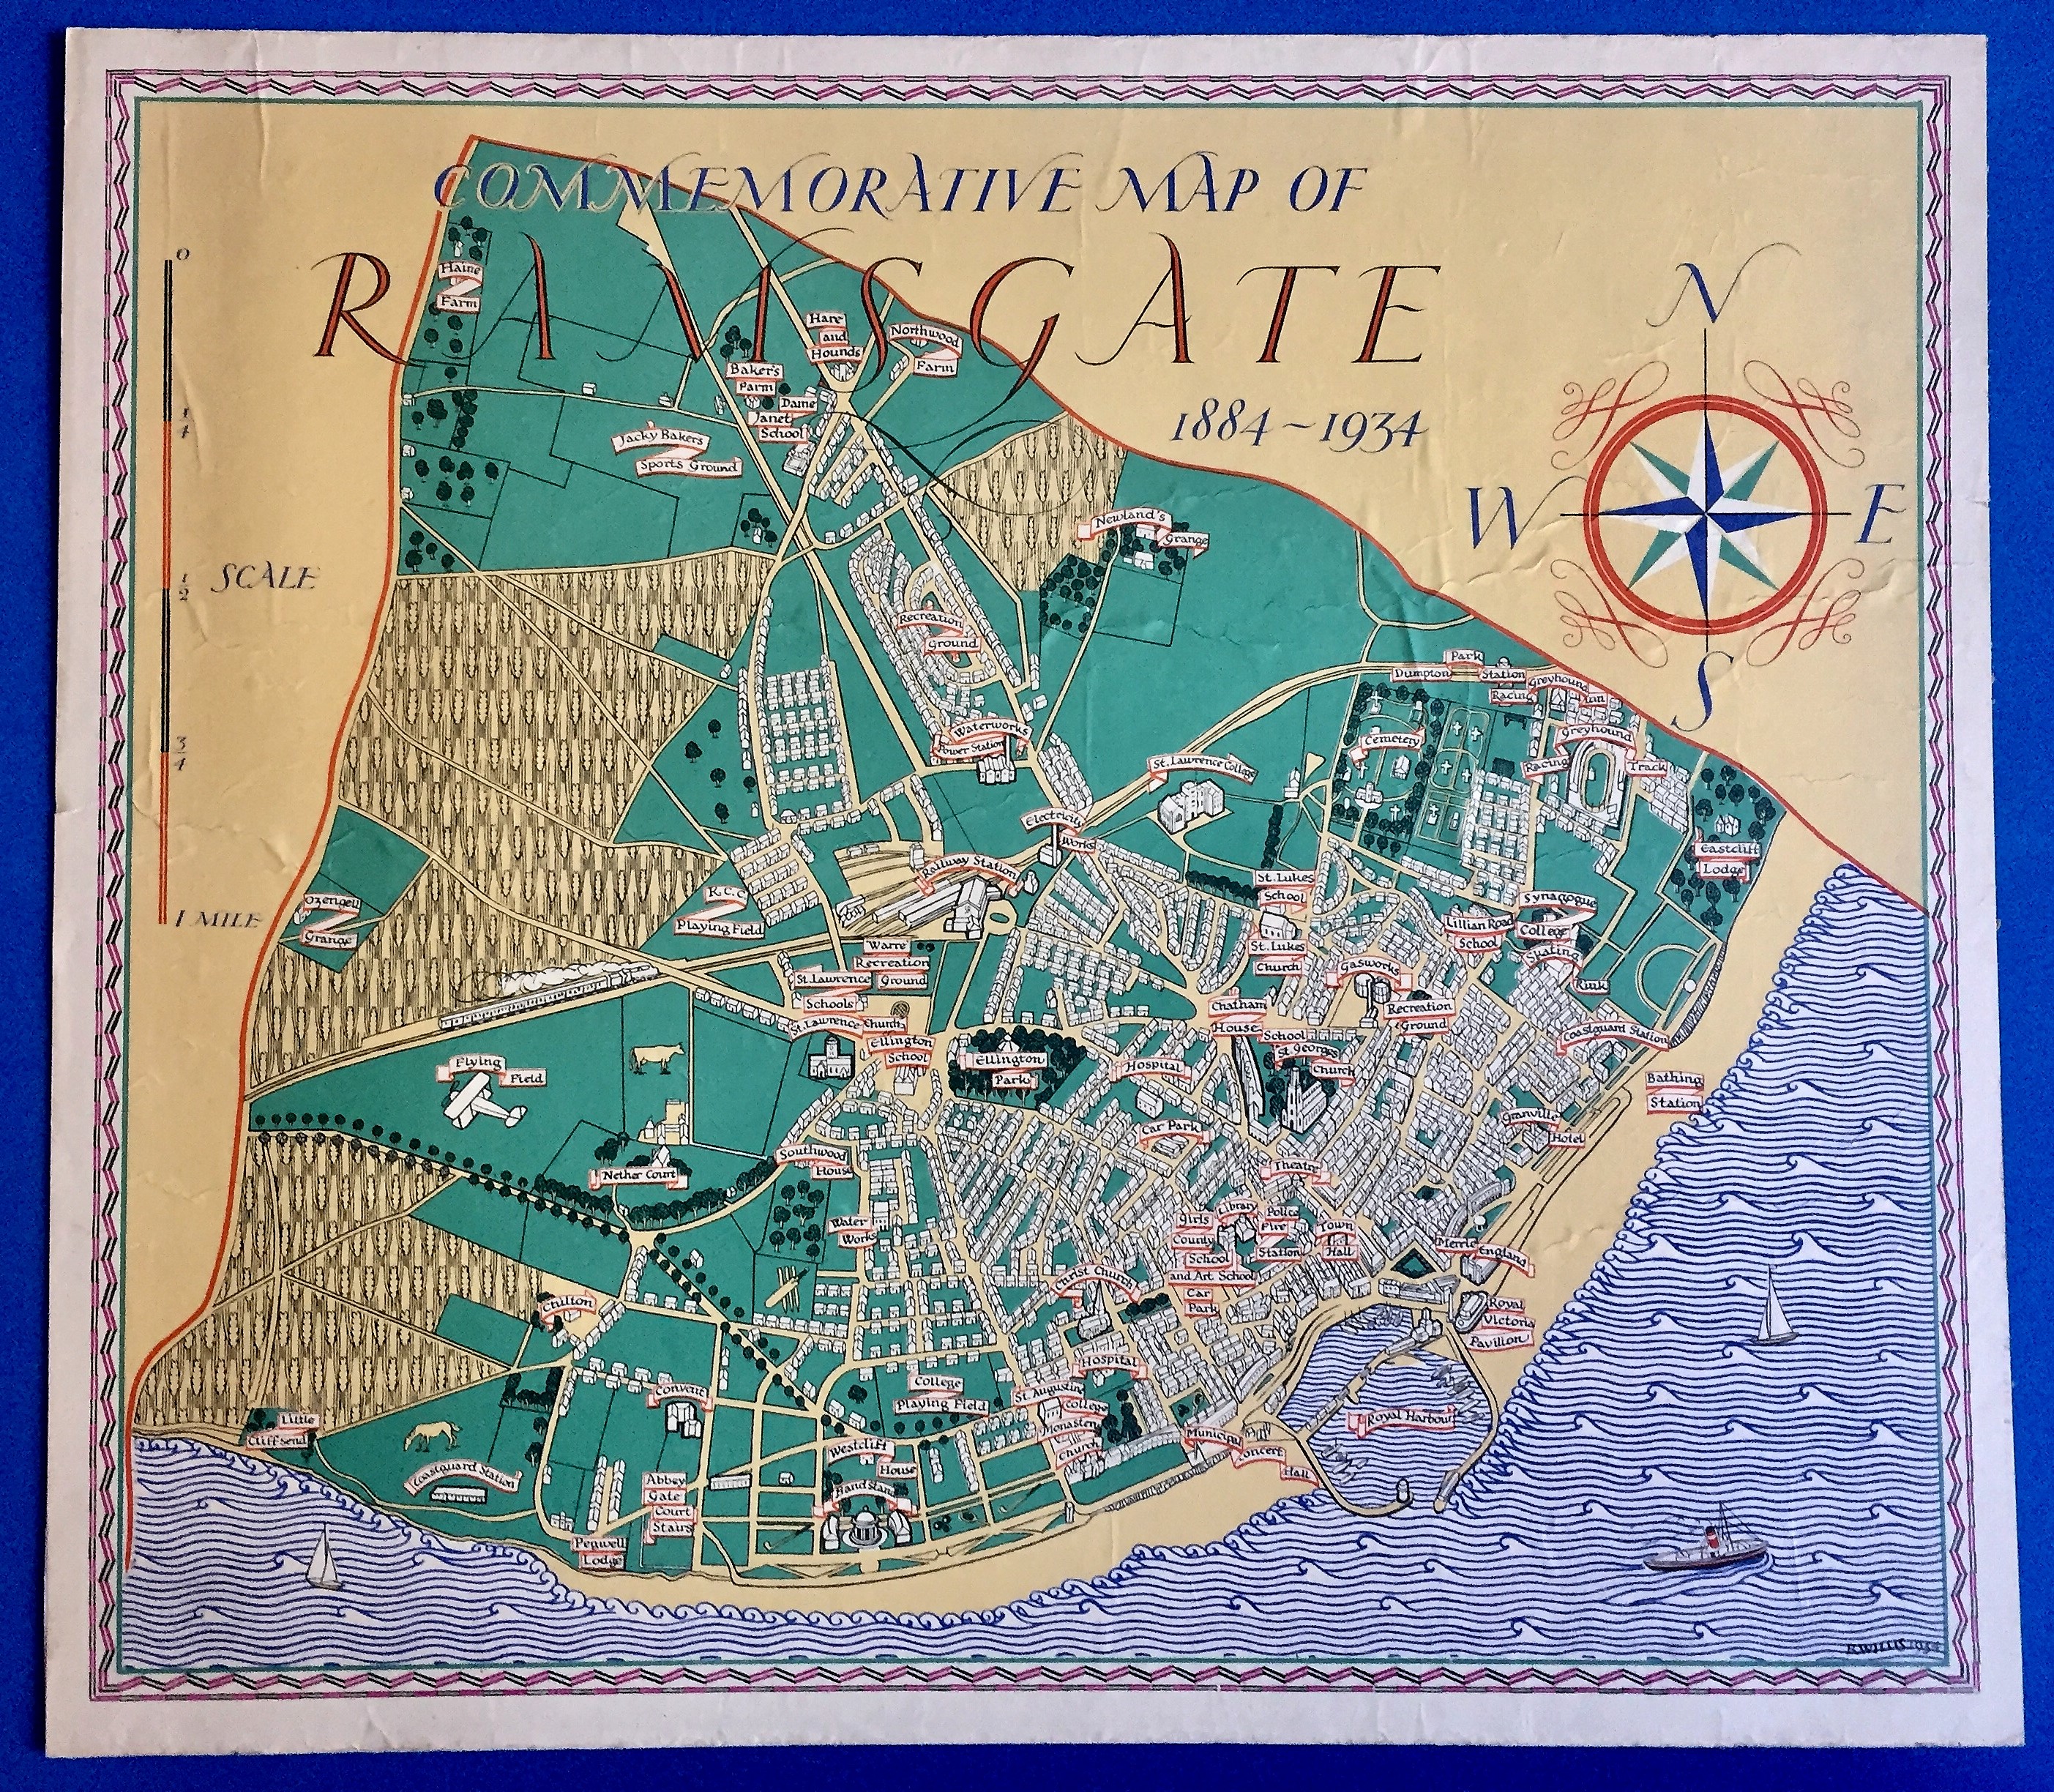 COMMEMORATIVE MAP OF
RAMSGATE
1884~1934
N
W
E
S
0
1/4
SCALE
1/2
3/4
1 MILE
Haine
Farm
Hare
and
Hounds
Northwood
Farm
Baker's
Farm
Dame
Janet
School
Jacky Bakers
Sports Ground
Newland's
Grange
Recreation
Ground
Waterworks
Power Station
Dumpton Park Station
Greyhound Inn
Racing
Greyhound
Racing Track
Cemetery
St. Lawrence College
Eastcliff
Lodge
Electricity
Works
Railway Station
R.C.C.
Playing Field
Ozengell
Grange
St. Lukes
School
St. Lukes
Church
Lillian Road
School
Synagogue
College
Skating
Rink
Gasworks
Recreation
Ground
Chatham
House School
Coastguard Station
Warre
Recreation
Ground
St. Lawrence
Schools
St. Lawrence Church
Ellington
School
Ellington
Park
Hospital
St. Georges
Church
Bathing
Station
Granville
Hotel
Flying
Field
Car Park
Theatre
Nether Court
Southwood
House
Water
Works
Girls
County
School
and Art School
Library
Police
Fire
Station
Town
Hall
Merrie England
Christ Church
Car
Park
Royal
Victoria
Pavilion
Chilton
Hospital
Convent
College
Playing Field
St. Augustins
College
Monastery
Church
Royal Harbour
Municipal
Concert
Hall
Little
Cliffsend
Coastguard Station
Westcliff
House
Bandstand
Abbey
Gate
Court
Stairs
Pegwell
Lodge